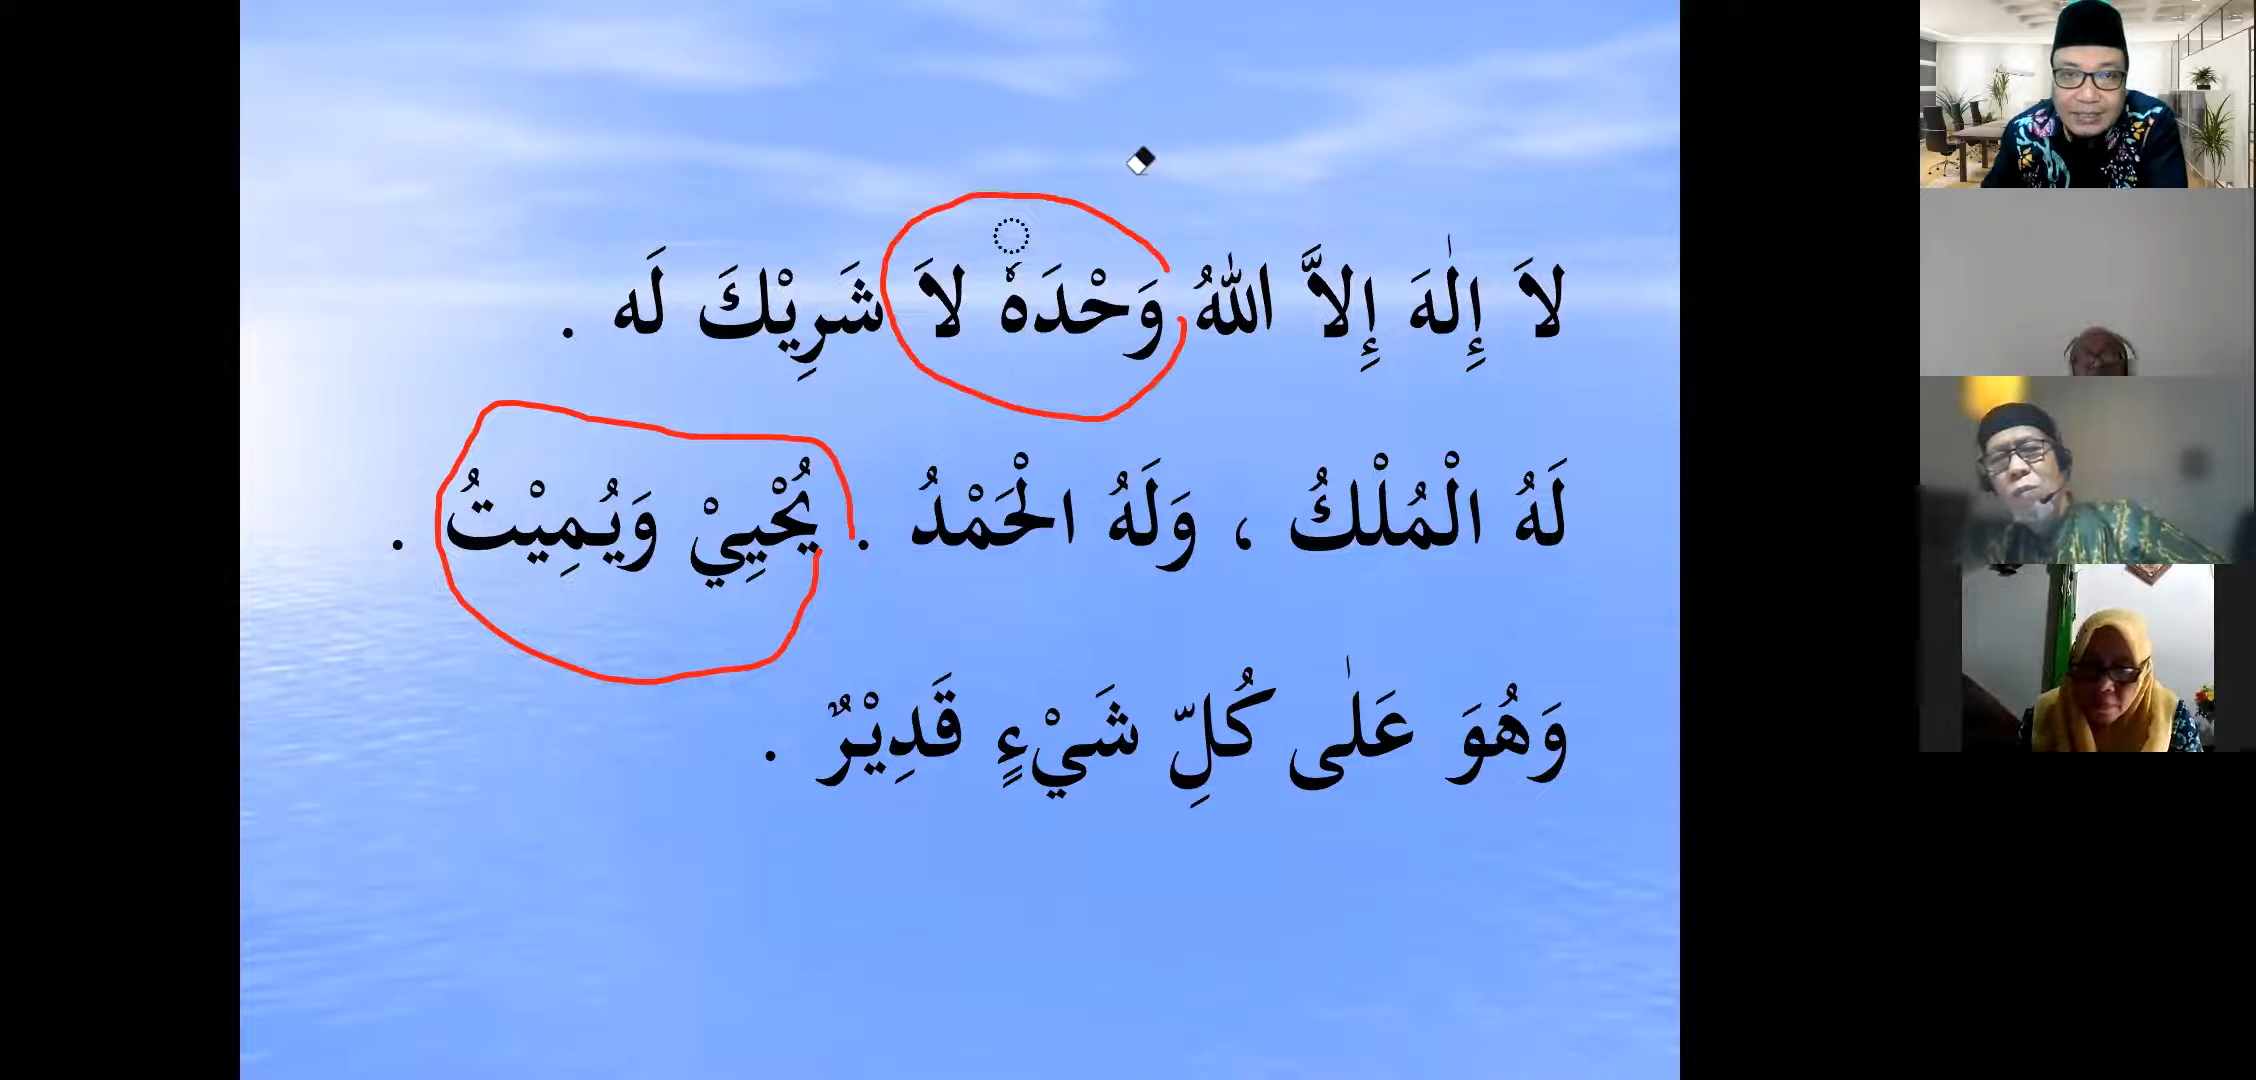 لاَ إِلٰهَ إِلاَّ اللهُ وَحْدَهٗ لاَ شَرِيْكَ لَه .
لَهُ الْمُلْكُ ، وَلَهُ الْحَمْدُ . يُحْيِيْ وَيُمِيْتُ .
وَهُوَ عَلٰى كُلِّ شَيْءٍ قَدِيْرٌ .